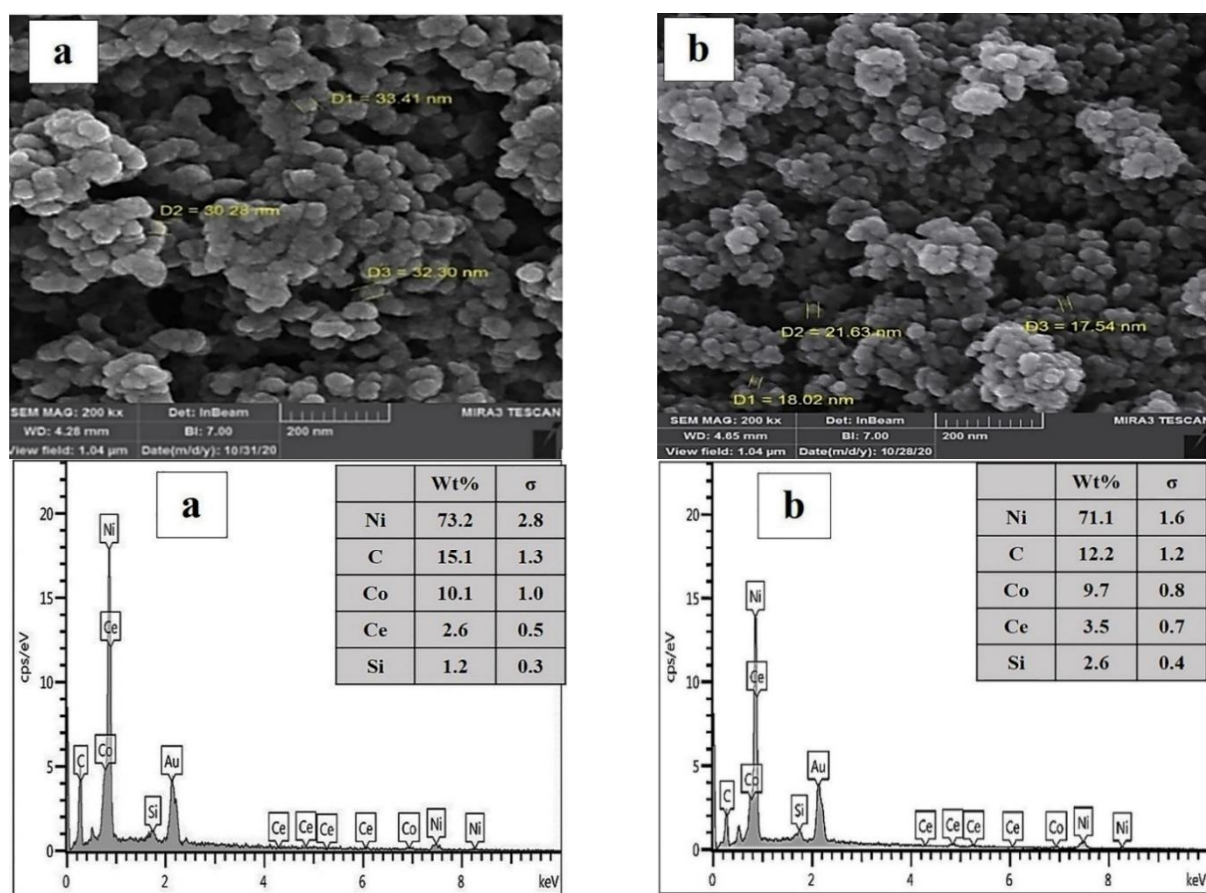 a
D1 = 33.41 nm
D2 = 30.28 nm
D3 = 32.30 nm
SEM MAG: 200 kx Det: InBeam MIRA3 TESCAN
WD: 4.28 mm BI: 7.00 200 nm
View field: 1.04 µm Date(m/d/y): 10/31/20
b
D2 = 21.63 nm
D3 = 17.54 nm
D1 = 18.02 nm
SEM MAG: 200 kx Det: InBeam MIRA3 TESCAN
WD: 4.65 mm BI: 7.00 200 nm
View field: 1.04 µm Date(m/d/y): 10/28/20
a
Wt% σ
Ni 73.2 2.8
C 15.1 1.3
Co 10.1 1.0
Ce 2.6 0.5
Si 1.2 0.3
cps/eV
20
15
10
5
0
Ni
Ce
Co
C
Au
Si
Ce Ce Ce Ce Co Ni Ni
0 2 4 6 8 keV
b
Wt% σ
Ni 71.1 1.6
C 12.2 1.2
Co 9.7 0.8
Ce 3.5 0.7
Si 2.6 0.4
cps/eV
20
15
10
5
0
Ni
Ce
Co
Au
C
Si
Ce Ce Ce Ce Co Ni Ni
0 2 4 6 8 keV